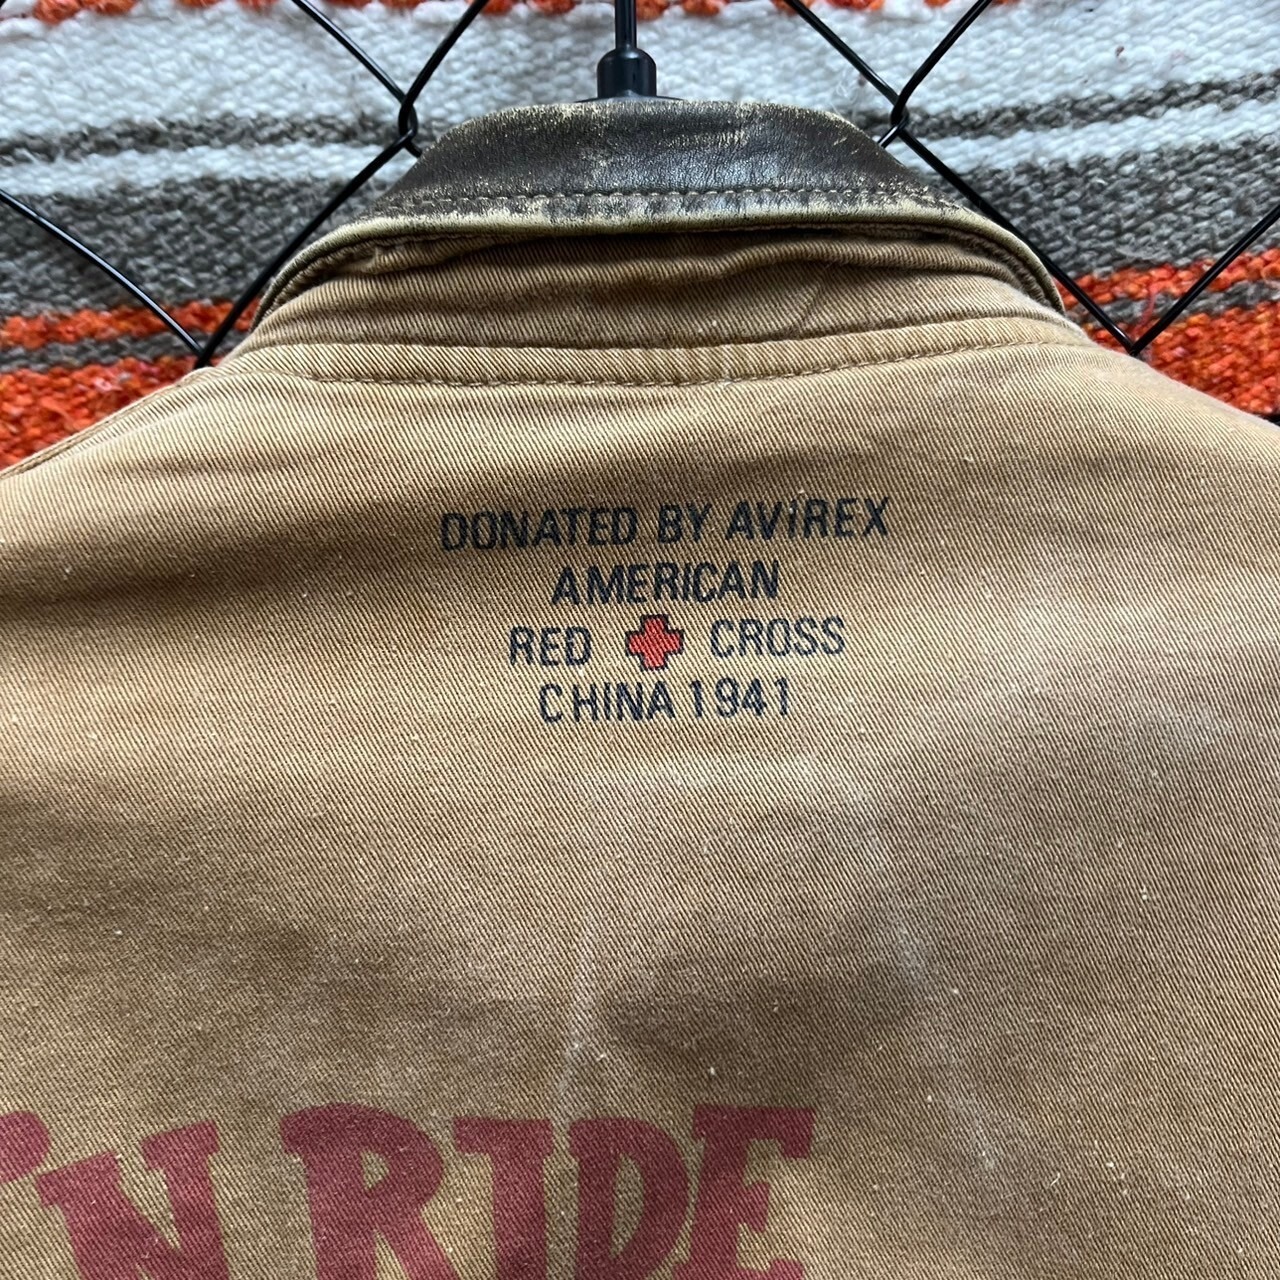 DONATED BY AVIREX
AMERICAN
RED CROSS
CHINA 1941
'N RIDE